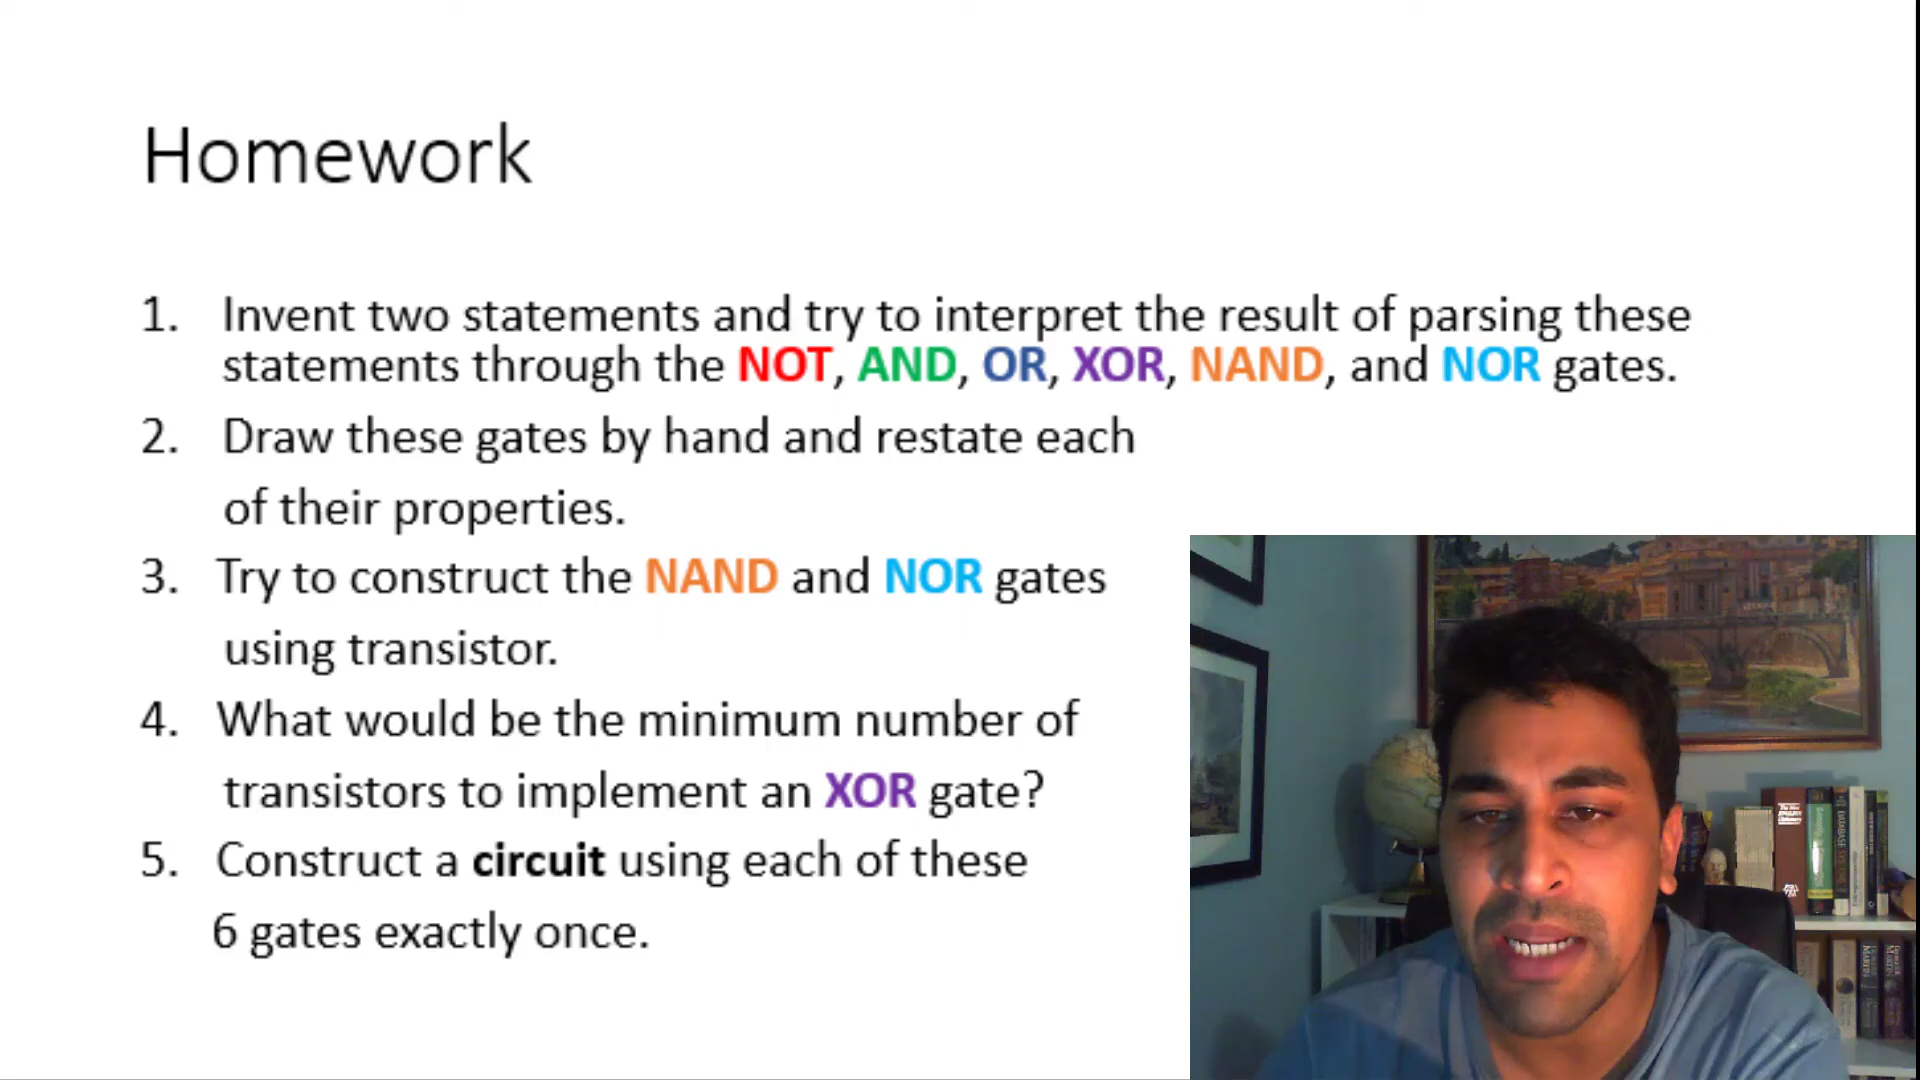 Homework
1. Invent two statements and try to interpret the result of parsing these
statements through the NOT, AND, OR, XOR, NAND, and NOR gates.
2. Draw these gates by hand and restate each
of their properties.
3. Try to construct the NAND and NOR gates
using transistor.
4. What would be the minimum number of
transistors to implement an XOR gate?
5. Construct a circuit using each of these
6 gates exactly once.